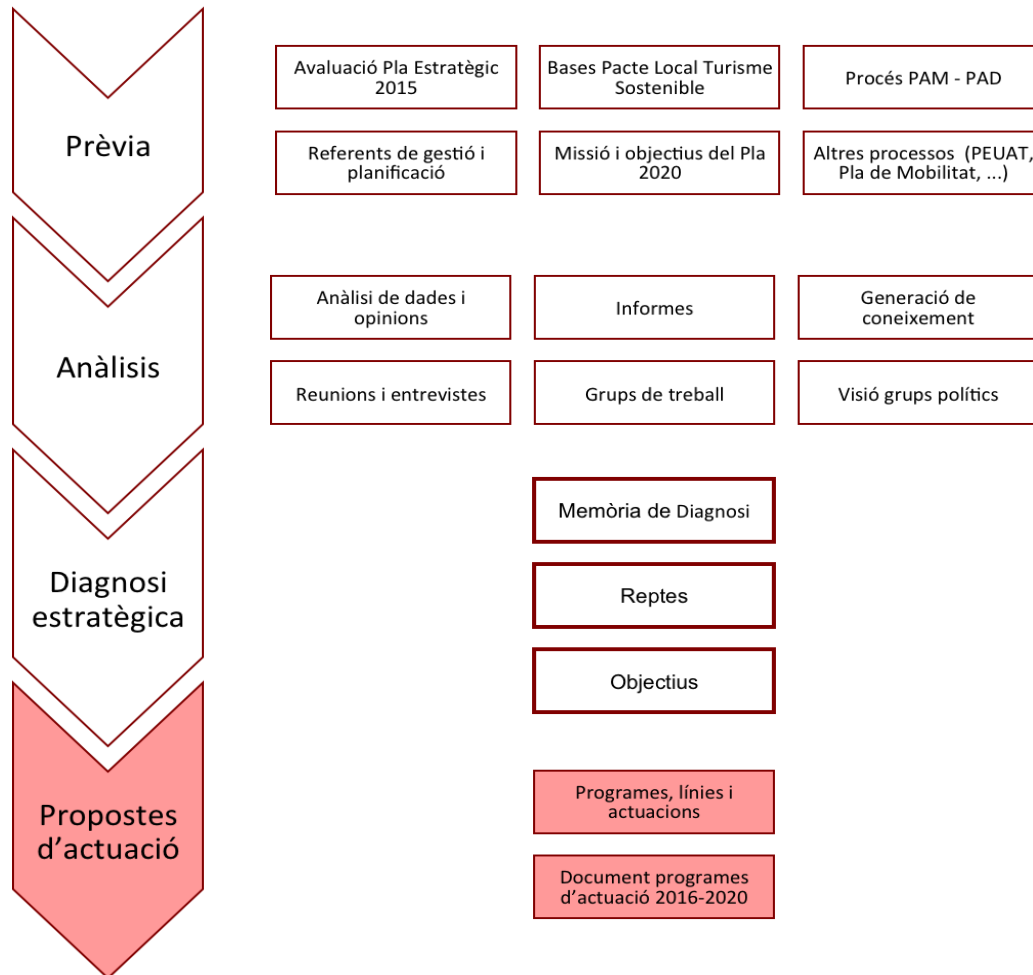 Prèvia
Avaluació Pla Estratègic
2015
Bases Pacte Local Turisme
Sostenible
Procés PAM - PAD
Referents de gestió i
planificació
Missió i objectius del Pla
2020
Altres processos (PEUAT,
Pla de Mobilitat, ...)
Anàlisis
Anàlisi de dades i
opinions
Informes
Generació de
coneixement
Reunions i entrevistes
Grups de treball
Visió grups polítics
Diagnosi
estratègica
Memòria de Diagnosi
Reptes
Objectius
Propostes
d’actuació
Programes, línies i
actuacions
Document programes
d’actuació 2016-2020